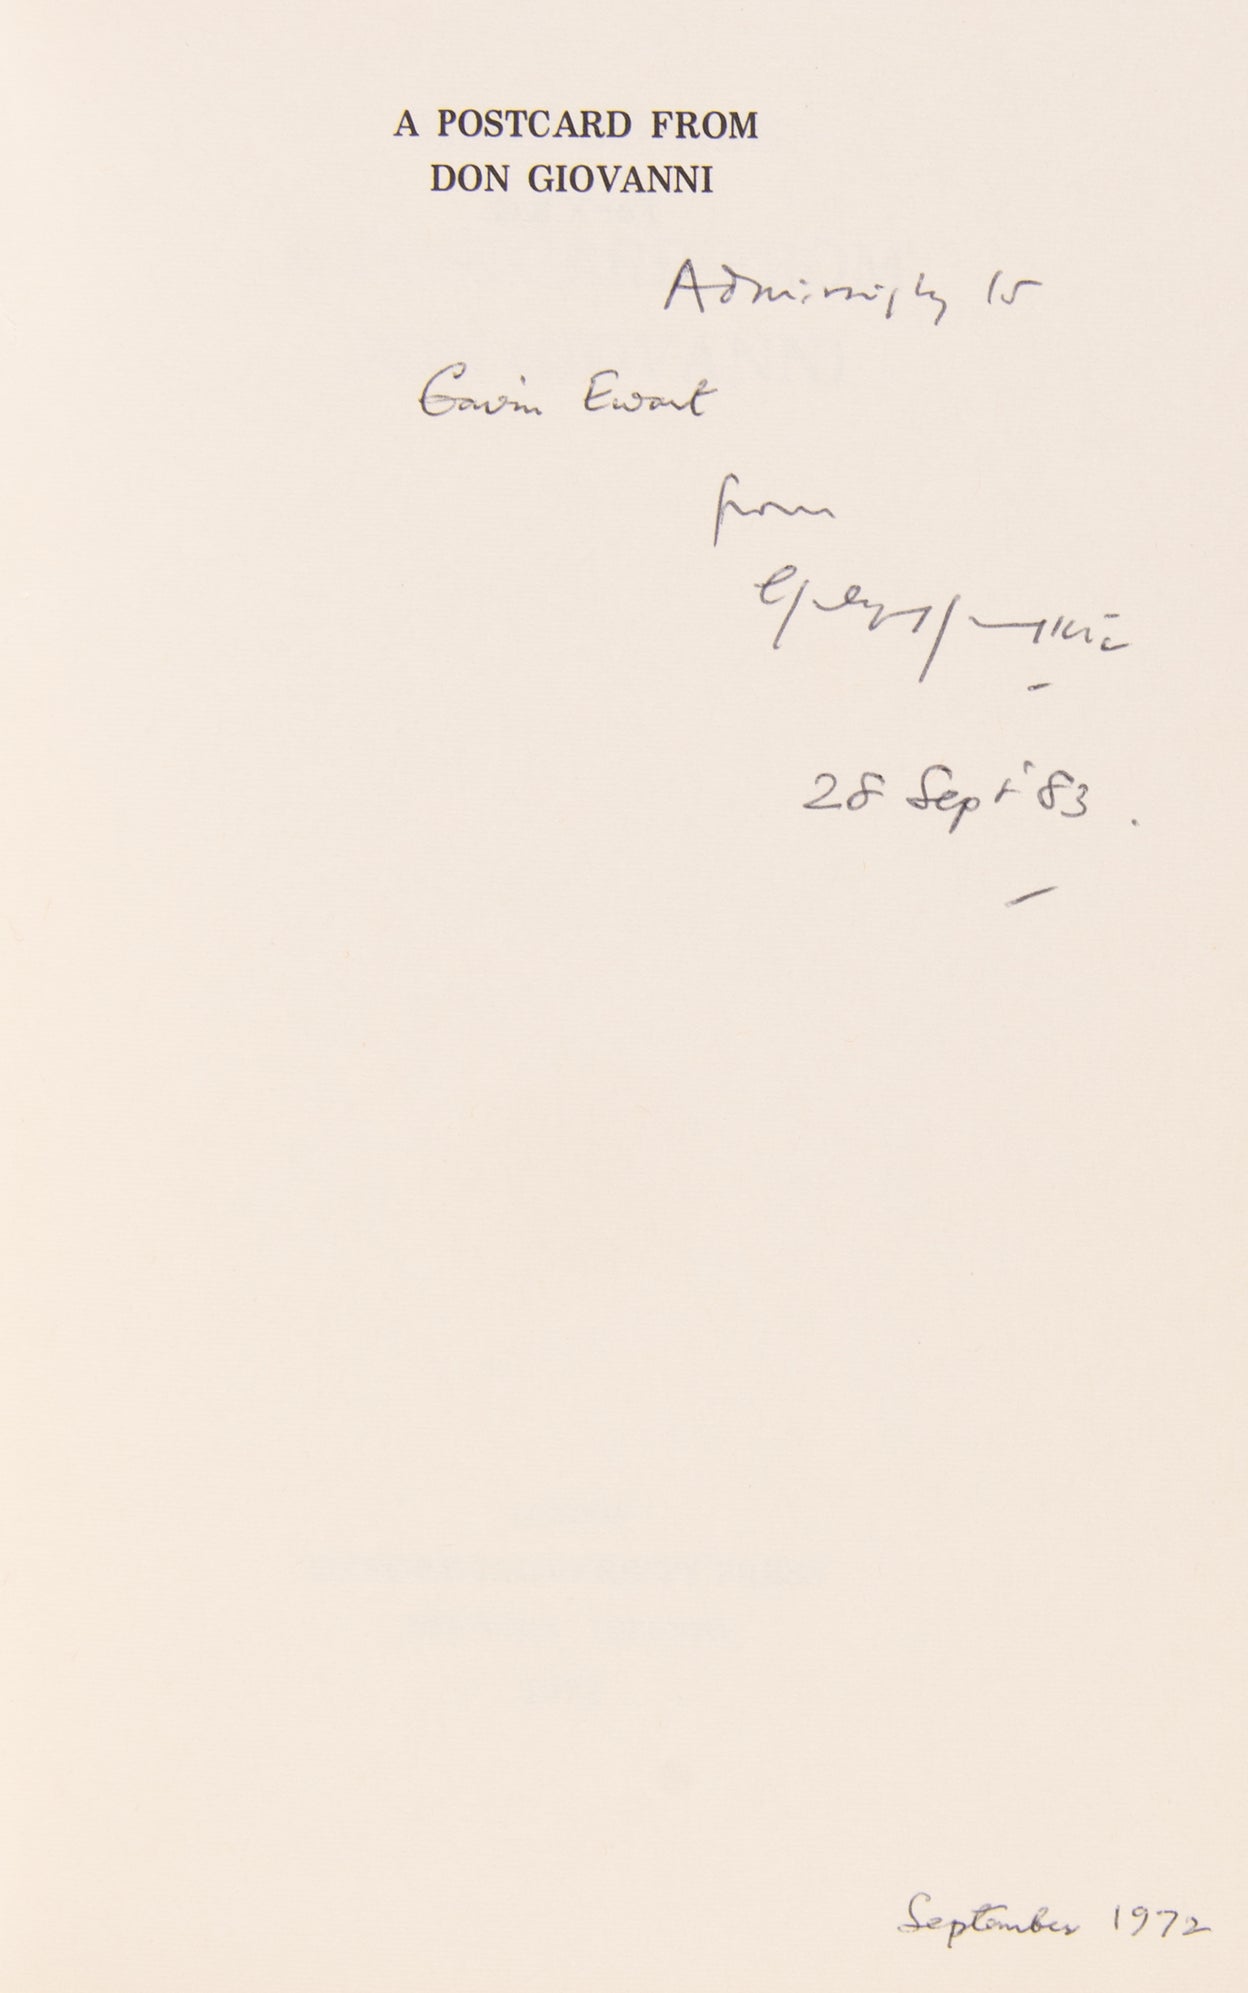 A POSTCARD FROM
DON GIOVANNI
Admiringly to
Gavin Ewart
from
28 Sept '83.
September 1972